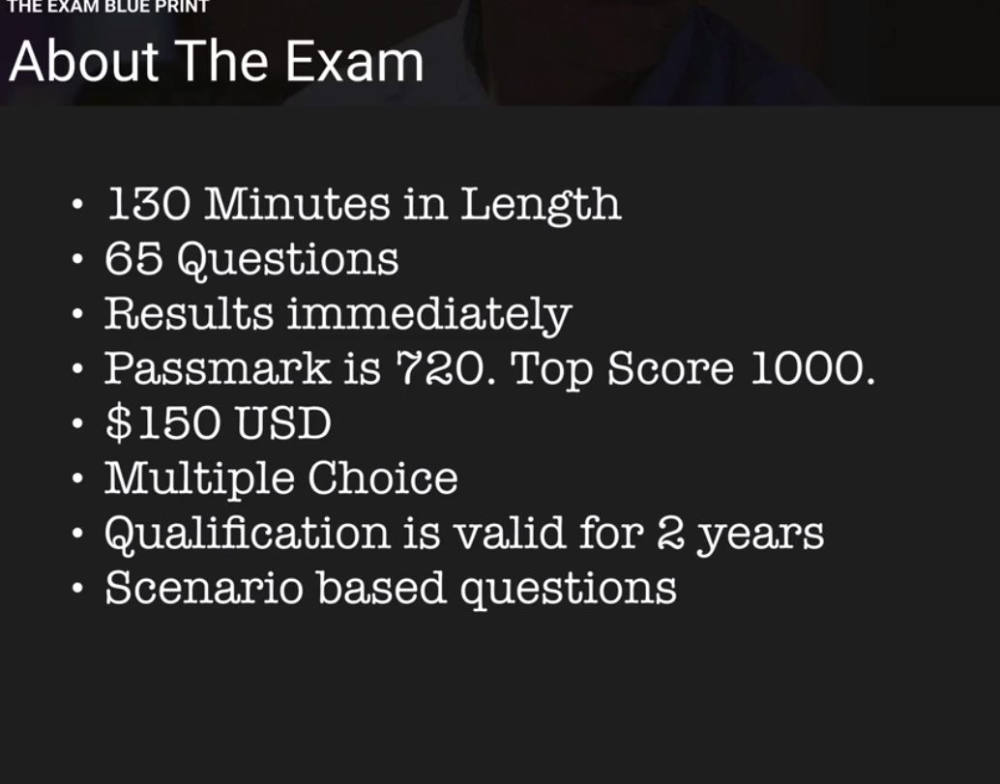 THE EXAM BLUE PRINT
About The Exam
• 130 Minutes in Length
• 65 Questions
• Results immediately
• Passmark is 720. Top Score 1000.
• $150 USD
• Multiple Choice
• Qualification is valid for 2 years
• Scenario based questions